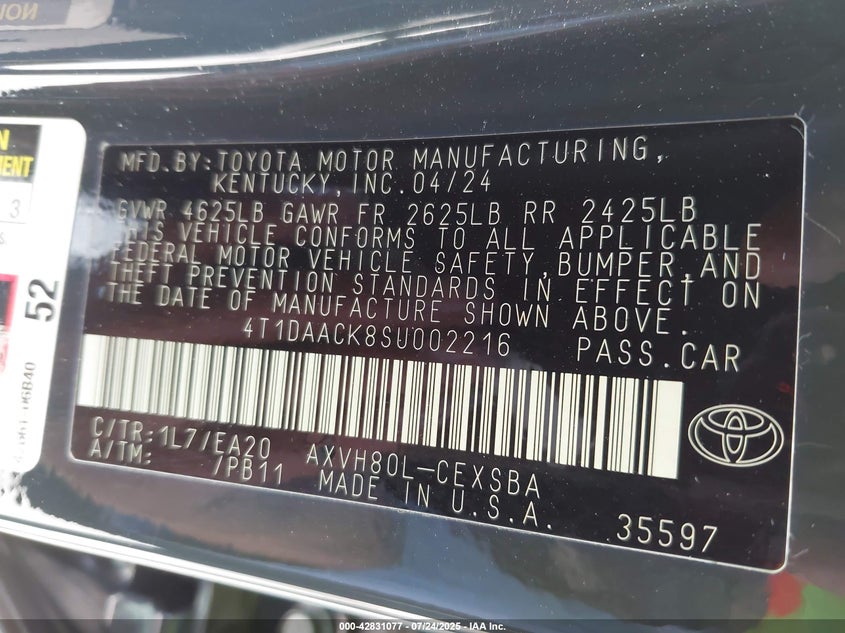 MFD.BY:TOYOTA MOTOR MANUFACTURING,
KENTUCKY,INC.04/24
GVWR 4625LB GAWR FR 2625LB RR 2425LB
THIS VEHICLE CONFORMS TO ALL APPLICABLE
FEDERAL MOTOR VEHICLE SAFETY,BUMPER,AND
THEFT PREVENTION STANDARDS IN EFFECT ON
THE DATE OF MANUFACTURE SHOWN ABOVE.
4T1DAACK8SU002216 PASS.CAR
C/TR:1L7/EA20 AXVH80L-CEXSBA
A/TM: /PB11 MADE IN U.S.A.
35597
3
52
06B40
000-42831077 - 07/24/2025 - IAA Inc.